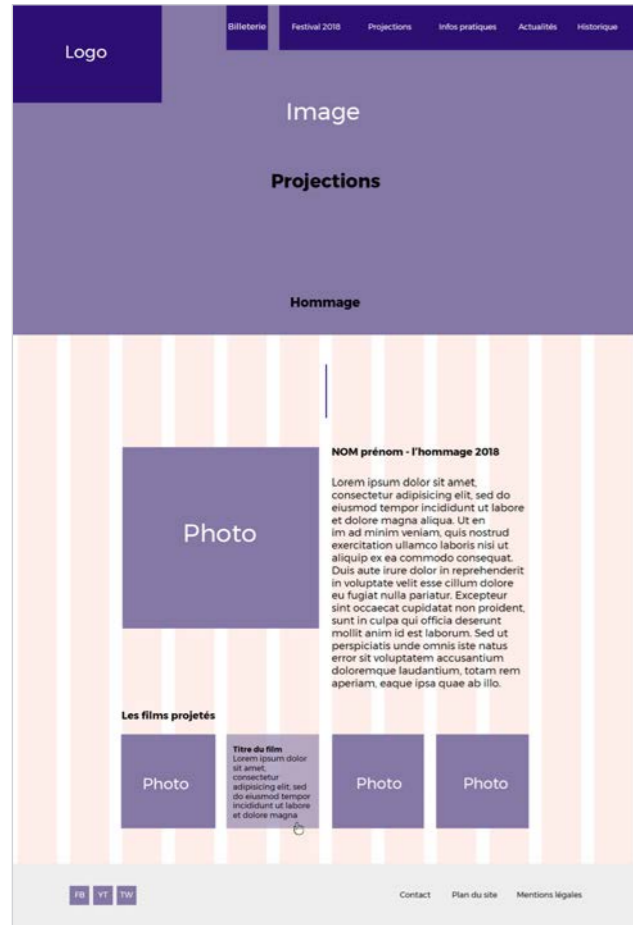 Logo
Billeterie
Festival 2018
Projections
Infos pratiques
Actualités
Historique
Image
Projections
Hommage
Photo
NOM prénom - l'hommage 2018
Lorem ipsum dolor sit amet,
consectetur adipisicing elit, sed do
eiusmod tempor incididunt ut labore
et dolore magna aliqua. Ut en
im ad minim veniam, quis nostrud
exercitation ullamco laboris nisi ut
aliquip ex ea commodo consequat.
Duis aute irure dolor in reprehenderit
in voluptate velit esse cillum dolore
eu fugiat nulla pariatur. Excepteur
sint occaecat cupidatat non proident,
sunt in culpa qui officia deserunt
mollit anim id est laborum. Sed ut
perspiciatis unde omnis iste natus
error sit voluptatem accusantium
doloremque laudantium, totam rem
aperiam, eaque ipsa quae ab illo.
Les films projetés
Photo
Titre du film
Lorem ipsum dolor
sit amet,
consectetur
adipisicing elit, sed
do eiusmod tempor
incididunt ut labore
et dolore magna
Photo
Photo
FB
YT
TW
Contact
Plan du site
Mentions légales